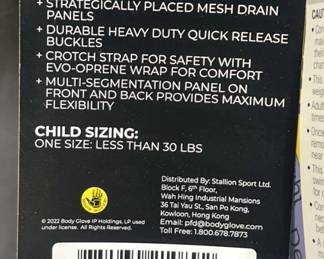 • STRATEGICALLY PLACED MESH DRAIN
PANELS
• DURABLE HEAVY DUTY QUICK RELEASE
BUCKLES
• CROTCH STRAP FOR SAFETY WITH
EVO-OPRENE WRAP FOR COMFORT
• MULTI-SEGMENTATION PANEL ON
FRONT AND BACK PROVIDES MAXIMUM
FLEXIBILITY
CHILD SIZING:
ONE SIZE: LESS THAN 30 LBS
© 2022 Body Glove IP Holdings, LP used
under license. All Rights Reserved.
Distributed By: Stallion Sport Ltd.
Block F, 6th Floor,
Wah Hing Industrial Mansions
36 Tai Yau St., San Po Kong,
Kowloon, Hong Kong
Email: pfd@bodyglove.com
Toll Free: 1.800.678.7873